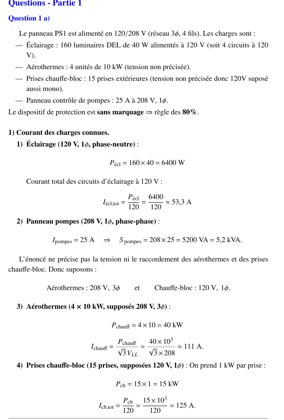 Questions - Partie 1
Question 1 a)
Le panneau PS1 est alimenté en 120/208 V (réseau 3ϕ, 4 fils). Les charges sont :
— Éclairage : 160 luminaires DEL de 40 W alimentés à 120 V (soit 4 circuits à 120
V).
— Aérothermes : 4 unités de 10 kW (tension non précisée).
— Prises chauffe-bloc : 15 prises extérieures (tension non précisée donc 120V supposé
aussi mono).
— Panneau contrôle de pompes : 25 A à 208 V, 1ϕ.
Le dispositif de protection est sans marquage ⇒ règle des 80%.
1) Courant des charges connues.
1) Éclairage (120 V, 1ϕ, phase-neutre) :
P_écl = 160 × 40 = 6400 W
Courant total des circuits d'éclairage à 120 V :
I_écl,tot = P_écl / 120 = 6400 / 120 ≈ 53,3 A
2) Panneau pompes (208 V, 1ϕ, phase-phase) :
I_pompes = 25 A ⇒ S_pompes = 208 × 25 = 5200 VA = 5,2 kVA.
L'énoncé ne précise pas la tension ni le raccordement des aérothermes et des prises
chauffe-bloc. Donc suposons :
Aérothermes : 208 V, 3ϕ et Chauffe-bloc : 120 V, 1ϕ.
3) Aérothermes (4 × 10 kW, supposés 208 V, 3ϕ) :
P_chauff = 4 × 10 = 40 kW
I_chauff = P_chauff / √3 V_LL = 40 × 10³ / √3 × 208 ≈ 111 A.
4) Prises chauffe-bloc (15 prises, supposées 120 V, 1ϕ) : On prend 1 kW par prise :
P_cb = 15 × 1 = 15 kW
I_cb,tot = P_cb / 120 = 15 × 10³ / 120 = 125 A.